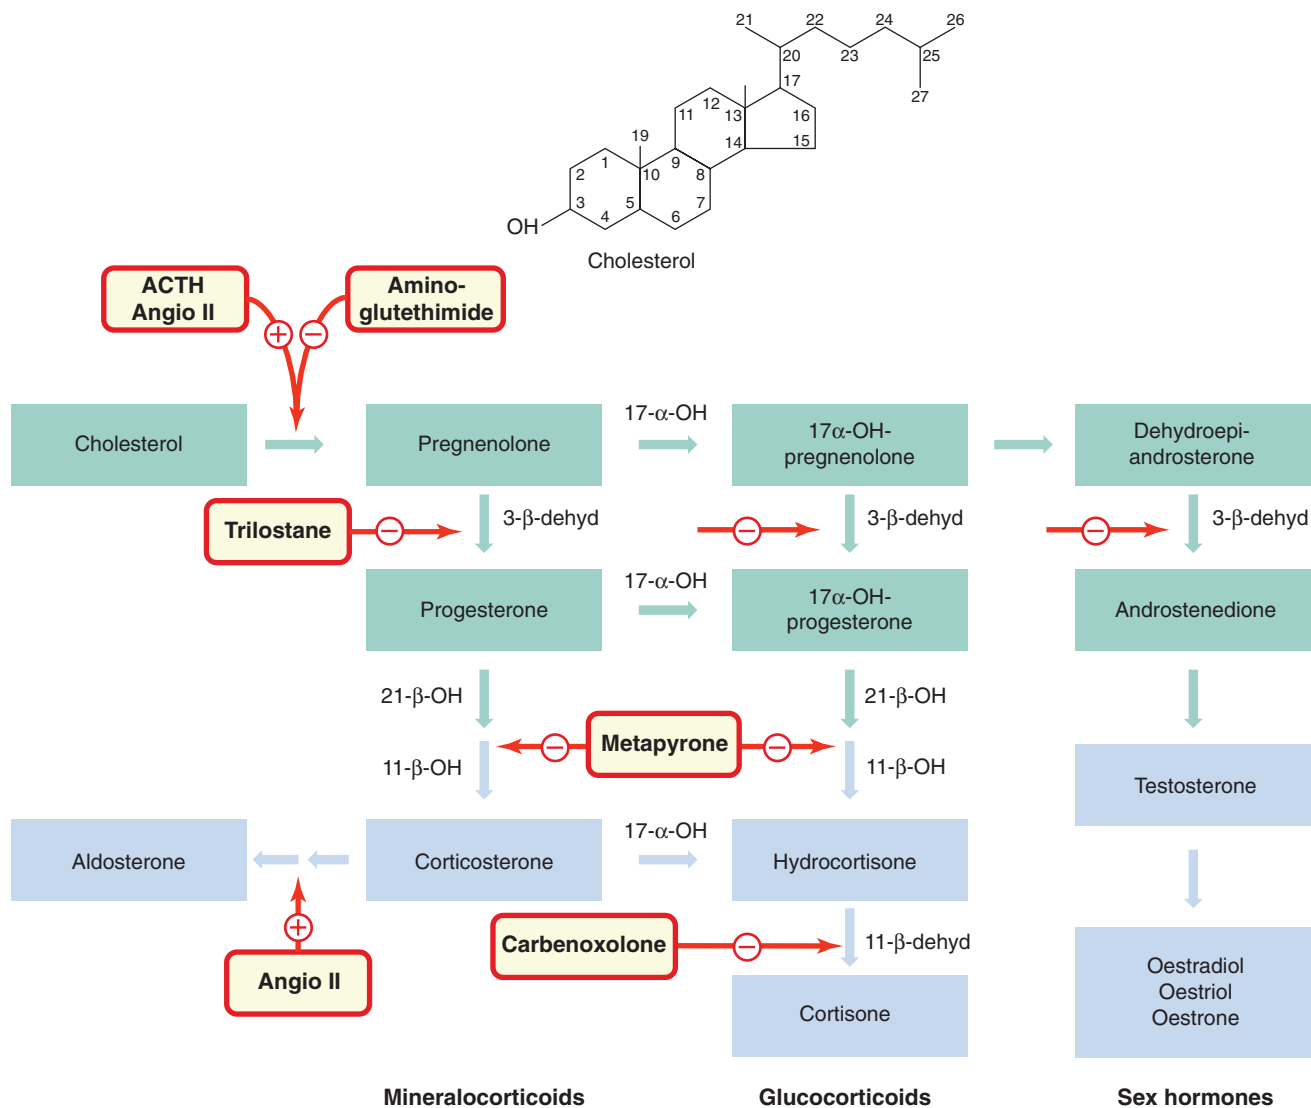 21
22
24
26
20
23
25
17
27
12
11
13
16
19
14
15
1
9
2
10
8
3
5
7
4
6
OH
Cholesterol
ACTH
Angio II
Amino-
glutethimide
+
−
Cholesterol
Pregnenolone
17-α-OH
17α-OH-
pregnenolone
Dehydroepi-
androsterone
Trilostane
−
3-β-dehyd
−
3-β-dehyd
−
3-β-dehyd
Progesterone
17-α-OH
17α-OH-
progesterone
Androstenedione
21-β-OH
21-β-OH
−
Metapyrone
−
11-β-OH
11-β-OH
Testosterone
Aldosterone
Corticosterone
17-α-OH
Hydrocortisone
+
Angio II
Carbenoxolone
−
11-β-dehyd
Cortisone
Oestradiol
Oestriol
Oestrone
Mineralocorticoids
Glucocorticoids
Sex hormones